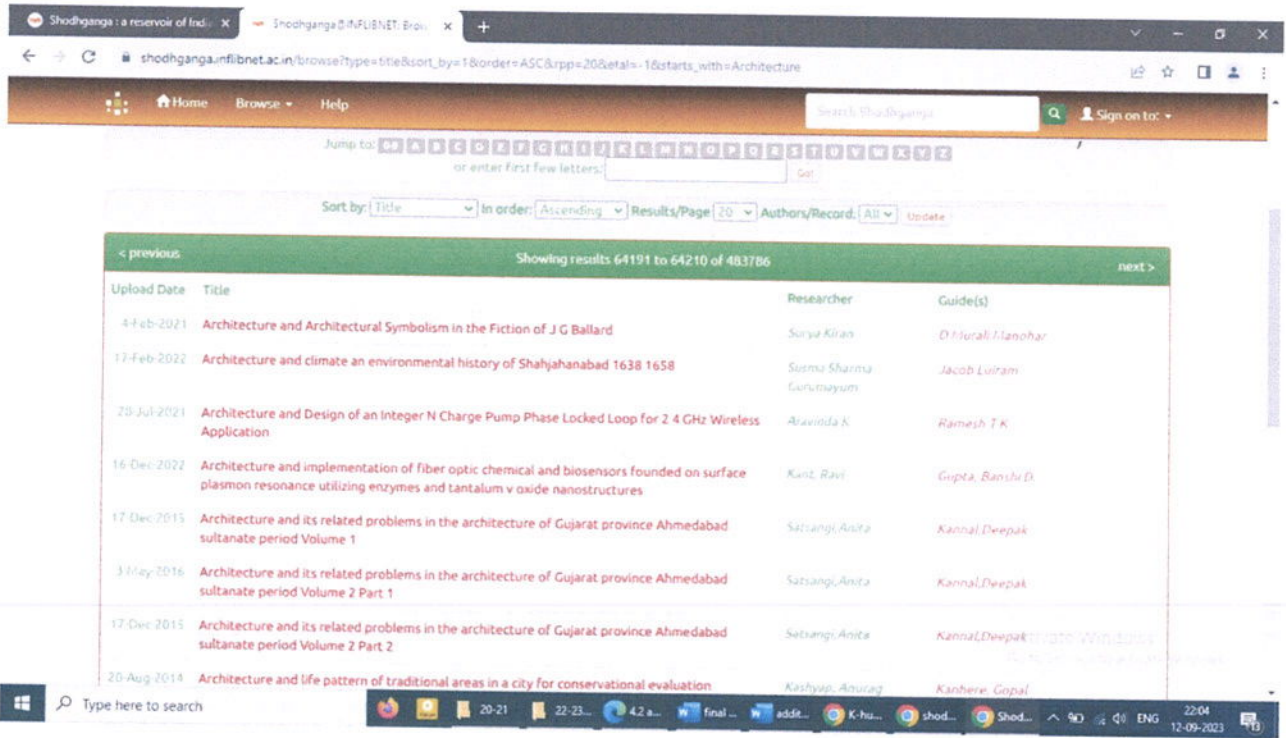 Shodhganga : a reservoir of Indi
Shodhganga@INFLIBNET: Brow
shodhganga.inflibnet.ac.in/browse?type=title&sort_by=1&order=ASC&rpp=20&etal=-1&starts_with=Architecture
Home Browse Help Search Shodhganga Sign on to:
Jump to: 0-9 A B C D E F G H I J K L M N O P Q R S T U V W X Y Z
or enter first few letters: Go!
Sort by: Title In order: Ascending Results/Page 20 Authors/Record: All Update
< previous Showing results 64191 to 64210 of 483786 next >
Upload Date Title Researcher Guide(s)
4-Feb-2021 Architecture and Architectural Symbolism in the Fiction of J G Ballard Surya Kiran D Murali Manohar
17-Feb-2022 Architecture and climate an environmental history of Shahjahanabad 1638 1658 Susma Sharma Jacob Luiram
Gurumayum
28-Jul-2021 Architecture and Design of an Integer N Charge Pump Phase Locked Loop for 2 4 GHz Wireless Aravinda K Ramesh T K
Application
16-Dec-2022 Architecture and implementation of fiber optic chemical and biosensors founded on surface Kant, Ravi Gupta, Banshi D.
plasmon resonance utilizing enzymes and tantalum v oxide nanostructures
17-Dec-2015 Architecture and its related problems in the architecture of Gujarat province Ahmedabad Satsangi,Anita Kannal,Deepak
sultanate period Volume 1
3-May-2016 Architecture and its related problems in the architecture of Gujarat province Ahmedabad Satsangi,Anita Kannal,Deepak
sultanate period Volume 2 Part 1
17-Dec-2015 Architecture and its related problems in the architecture of Gujarat province Ahmedabad Satsangi,Anita Kannal,Deepak
sultanate period Volume 2 Part 2
Activate Windows
20-Aug-2014 Architecture and life pattern of traditional areas in a city for conservational evaluation Kashyap, Anurag Kanhere, Gopal
Type here to search 20-21 22-23... 4.2 a... final ... addit... K-hu... shod... Shod... ENG 22:04
12-09-2023